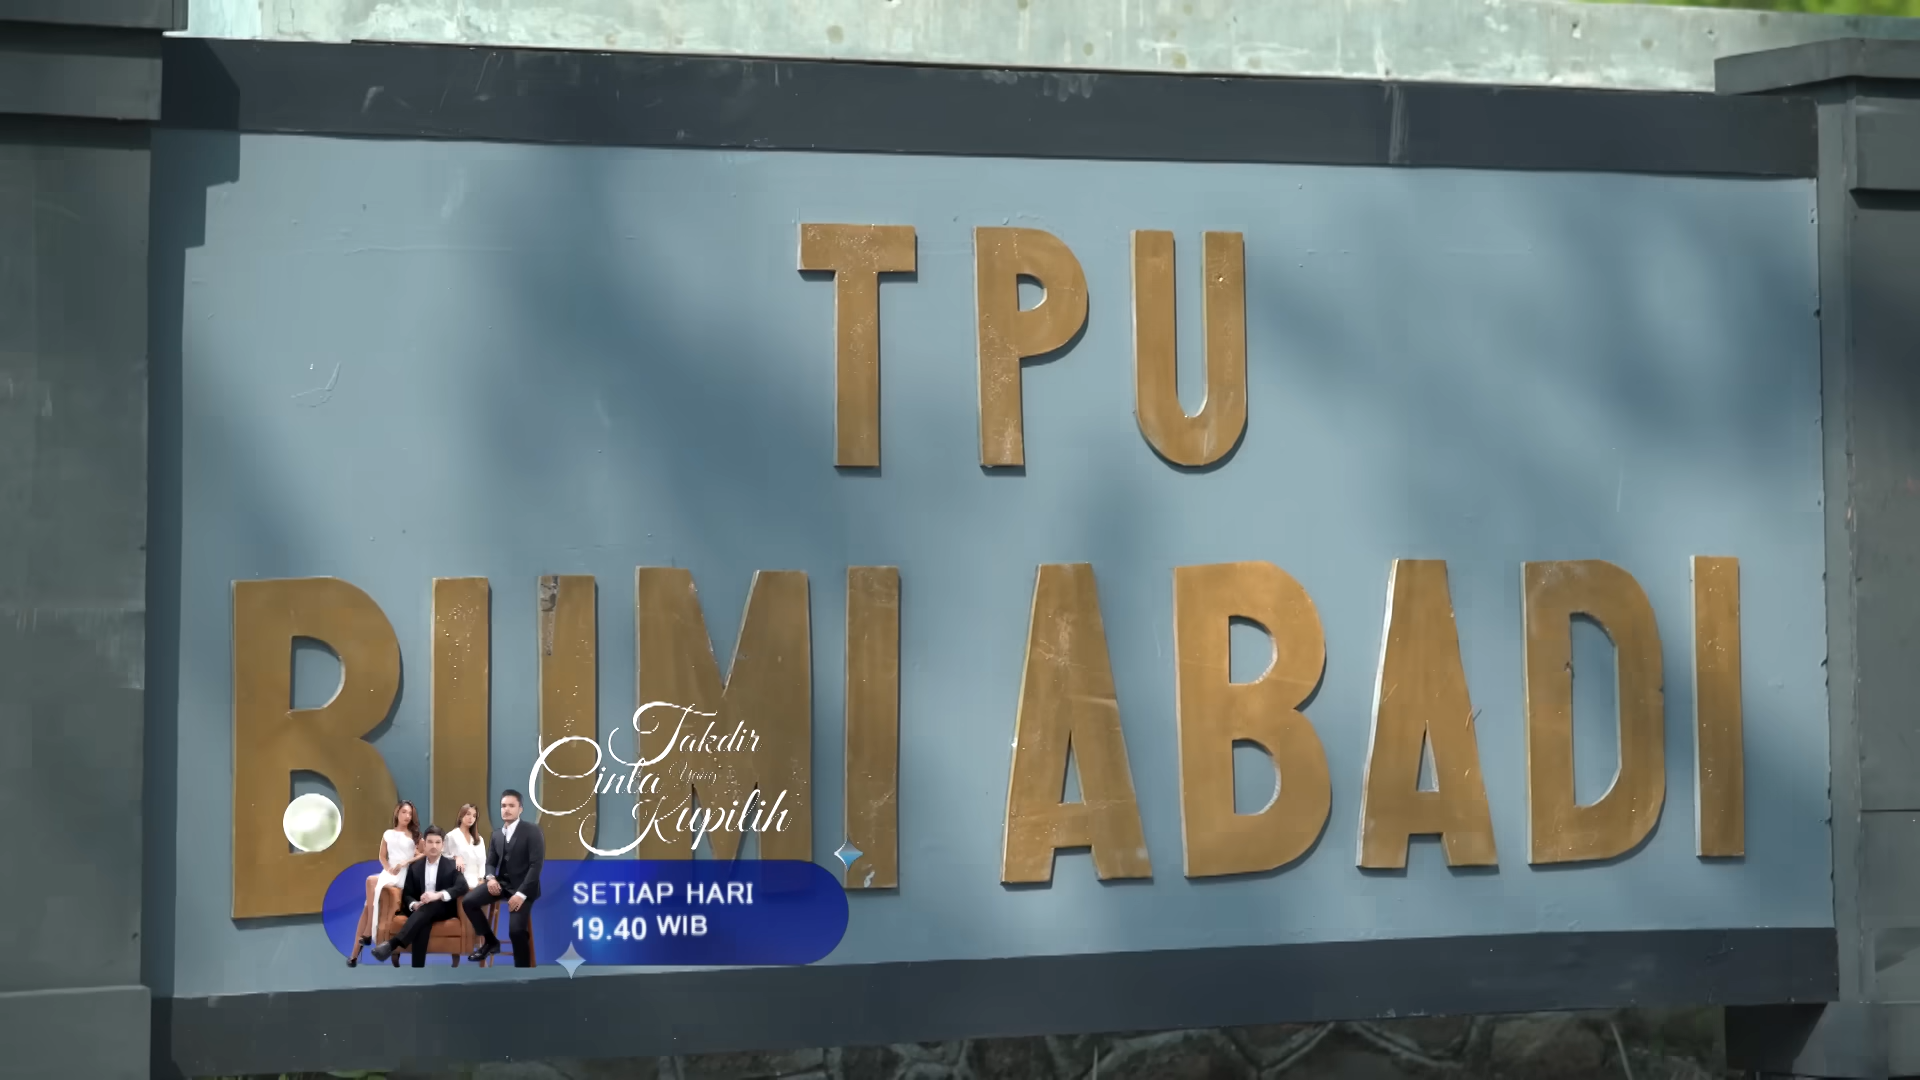 TPU
BUMI ABADI
Takdir
Cinta Yang
Kupilih
SETIAP HARI
19.40 WIB